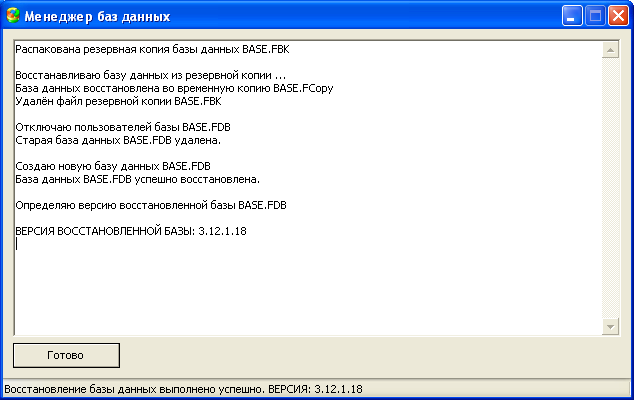 Менеджер баз данных
Распакована резервная копия базы данных BASE.FBK
Восстанавливаю базу данных из резервной копии ...
База данных восстановлена во временную копию BASE.FCopy
Удалён файл резервной копии BASE.FBK
Отключаю пользователей базы BASE.FDB
Старая база данных BASE.FDB удалена.
Создаю новую базу данных BASE.FDB
База данных BASE.FDB успешно восстановлена.
Определяю версию восстановленной базы BASE.FDB
ВЕРСИЯ ВОССТАНОВЛЕННОЙ БАЗЫ: 3.12.1.18
Готово
Восстановление базы данных выполнено успешно. ВЕРСИЯ: 3.12.1.18